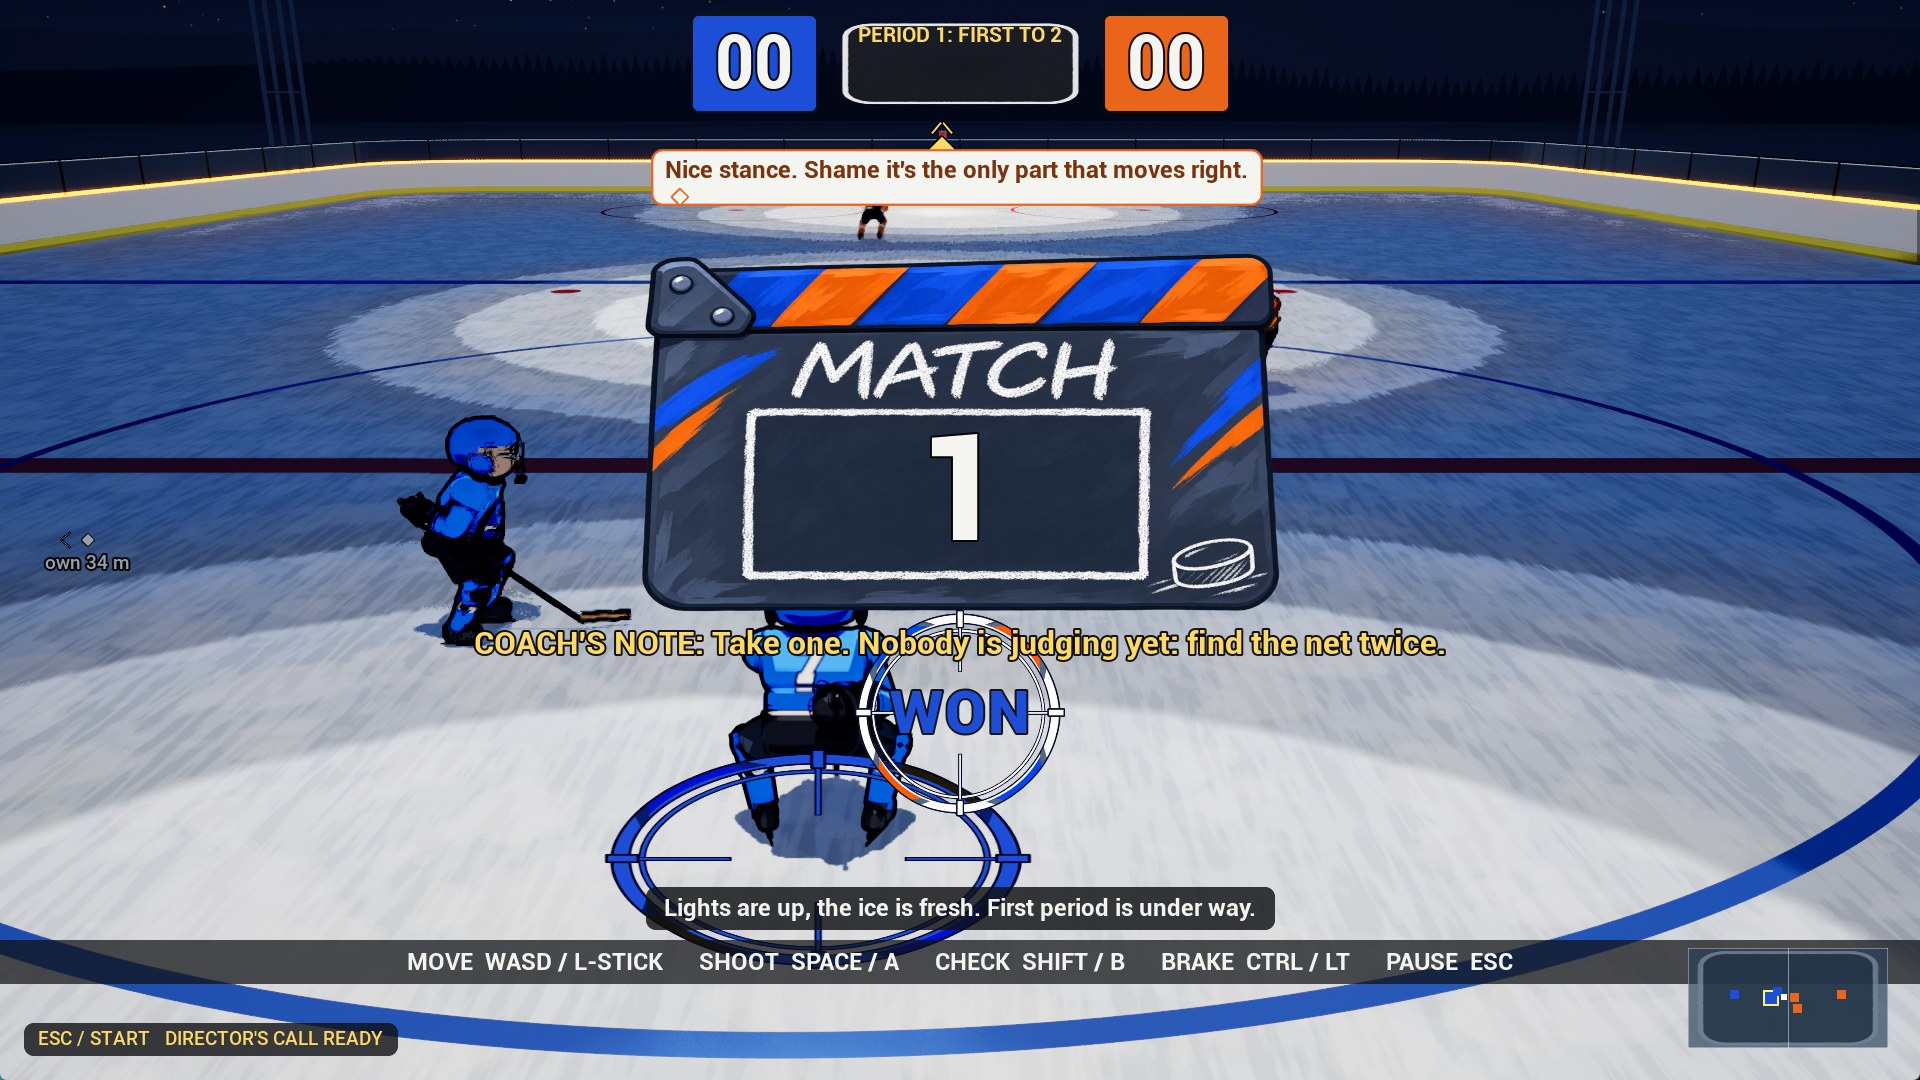 00
PERIOD 1: FIRST TO 2
00
Nice stance. Shame it's the only part that moves right.
MATCH
1
own 34 m
COACH'S NOTE: Take one. Nobody is judging yet: find the net twice.
7
WON
Lights are up, the ice is fresh. First period is under way.
MOVE WASD / L-STICK SHOOT SPACE / A CHECK SHIFT / B BRAKE CTRL / LT PAUSE ESC
ESC / START DIRECTOR'S CALL READY